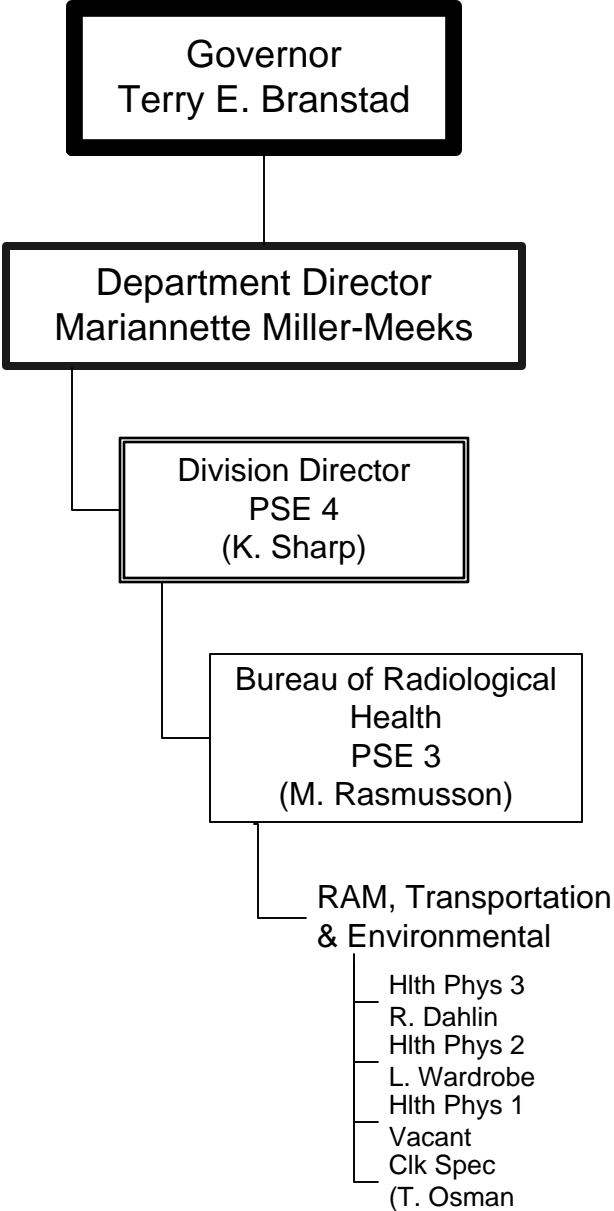 Governor
Terry E. Branstad
Department Director
Mariannette Miller-Meeks
Division Director
PSE 4
(K. Sharp)
Bureau of Radiological
Health
PSE 3
(M. Rasmusson)
RAM, Transportation
& Environmental
Hlth Phys 3
R. Dahlin
Hlth Phys 2
L. Wardrobe
Hlth Phys 1
Vacant
Clk Spec
(T. Osman